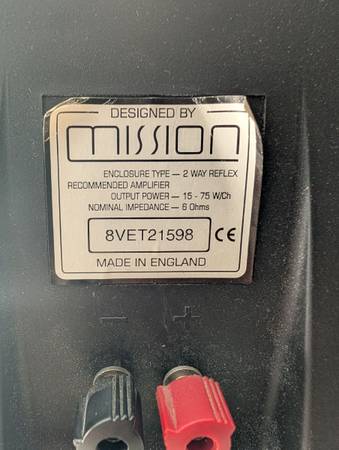 DESIGNED BY
mission
ENCLOSURE TYPE — 2 WAY REFLEX
RECOMMENDED AMPLIFIER
OUTPUT POWER — 15 - 75 W/Ch
NOMINAL IMPEDANCE — 6 Ohms
8VET21598 CE
MADE IN ENGLAND
- +